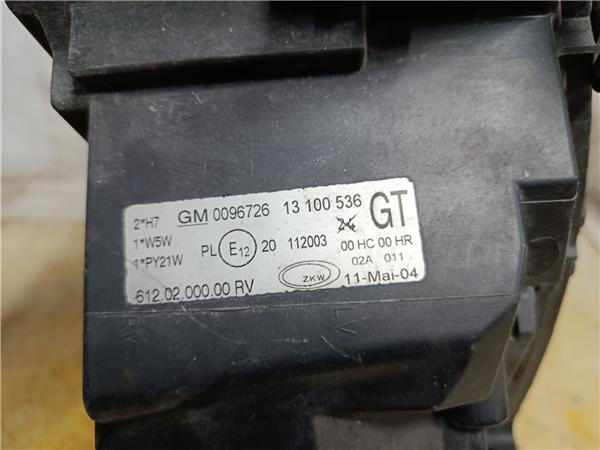 2*H7 GM 0096726 13 100 536 GT
1*W5W
1*PY21W PL E12 20 112003 00 HC 00 HR
02A 011
ZKW 11-Mai-04
612.02.000.00 RV
LV